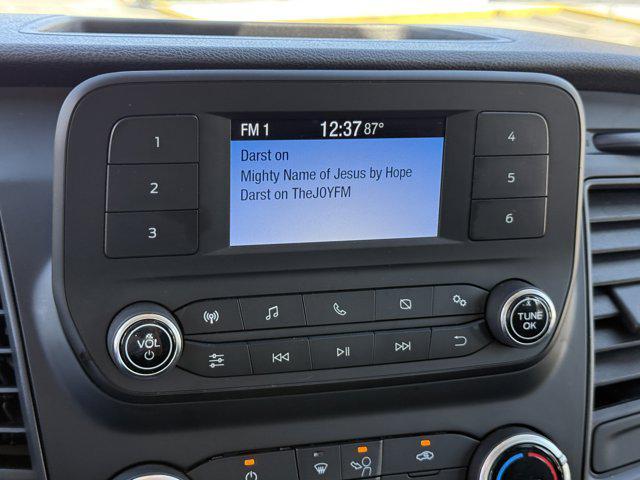 FM 1 12:37 87°
Darst on
Mighty Name of Jesus by Hope
Darst on TheJOYFM
1
2
3
4
5
6
VOL
TUNE
OK